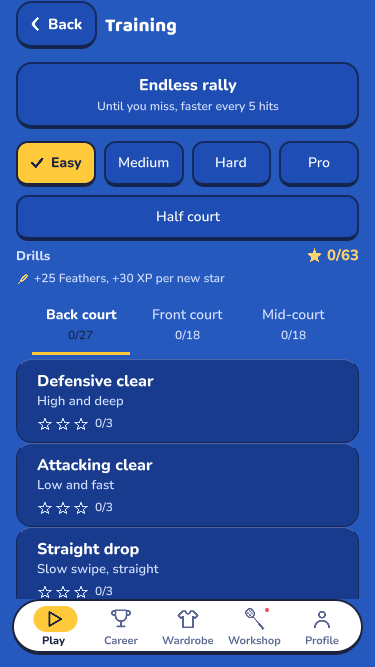 Back
Training
Endless rally
Until you miss, faster every 5 hits
Easy
Medium
Hard
Pro
Half court
Drills
0/63
+25 Feathers, +30 XP per new star
Back court
Front court
Mid-court
0/27
0/18
0/18
Defensive clear
High and deep
0/3
Attacking clear
Low and fast
0/3
Straight drop
Slow swipe, straight
0/3
Play
Career
Wardrobe
Workshop
Profile